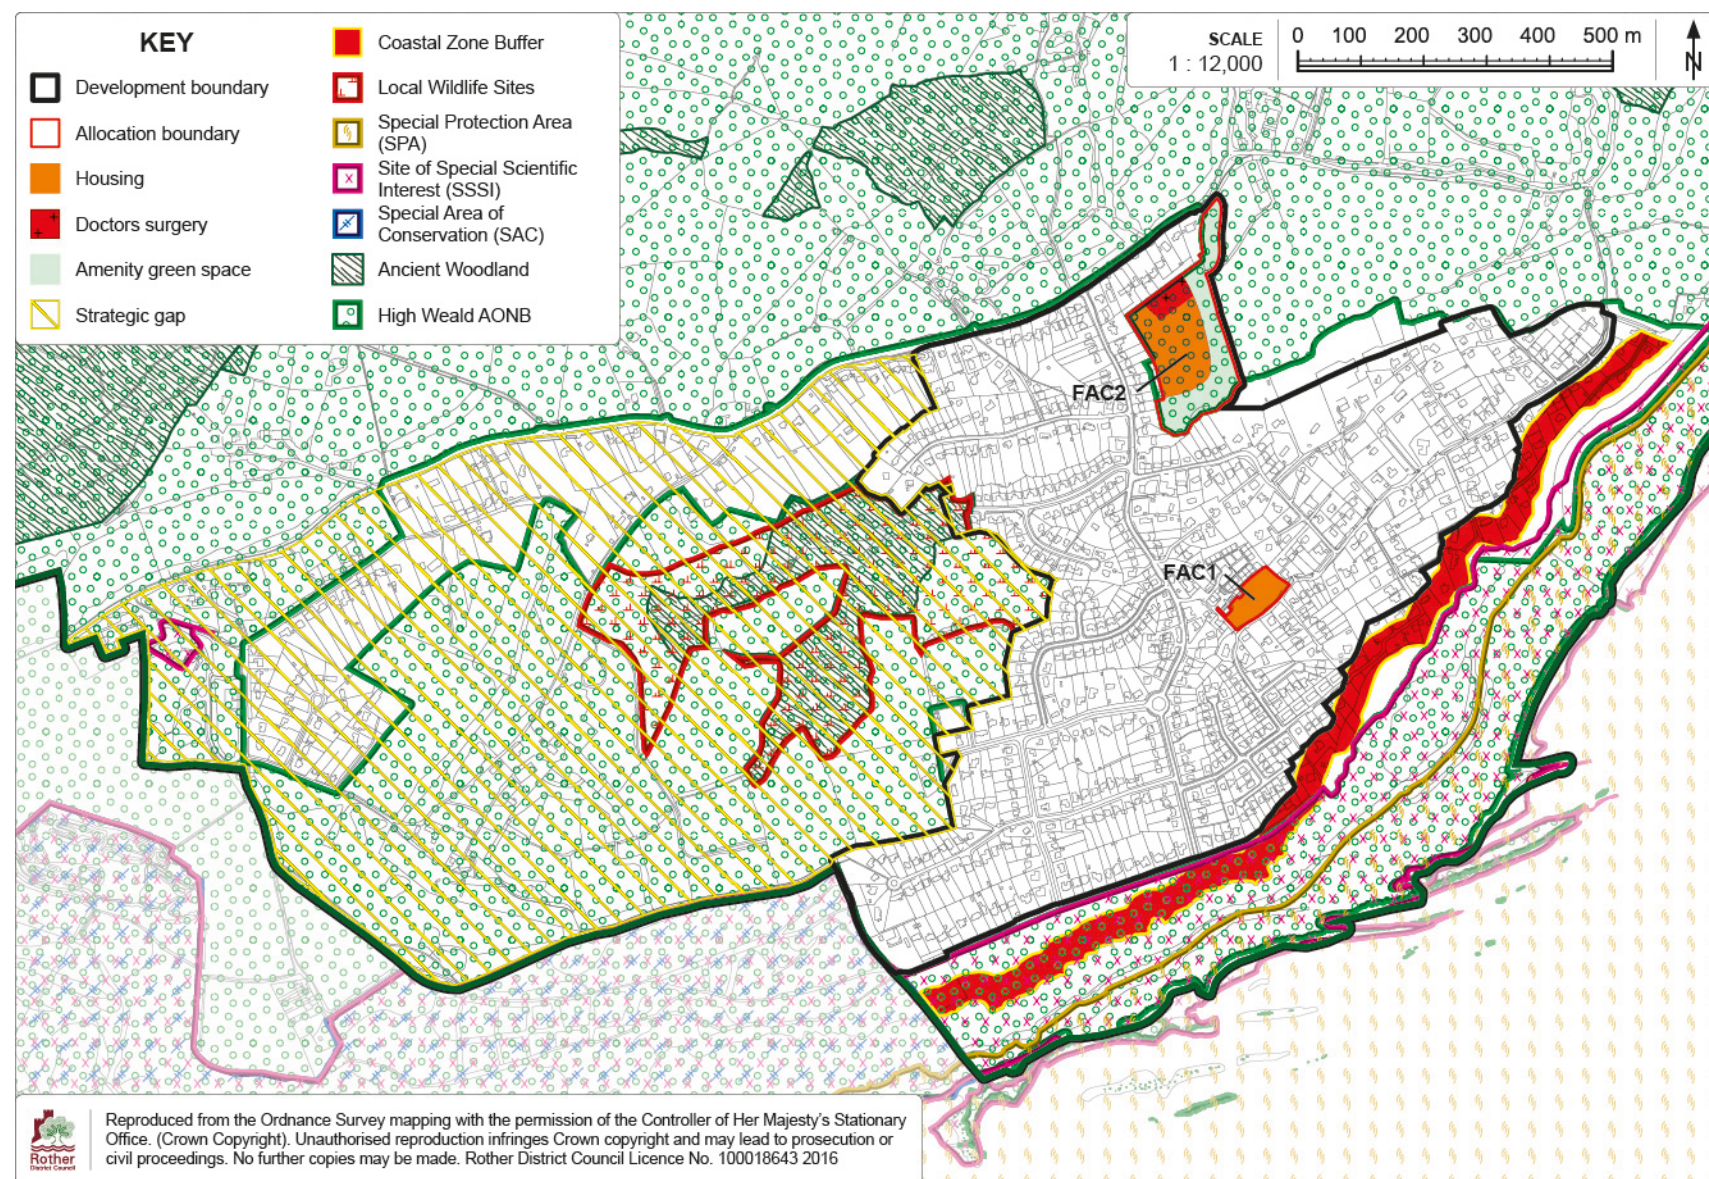 KEY
Development boundary
Allocation boundary
Housing
Doctors surgery
Amenity green space
Strategic gap
Coastal Zone Buffer
Local Wildlife Sites
Special Protection Area
(SPA)
Site of Special Scientific
Interest (SSSI)
Special Area of
Conservation (SAC)
Ancient Woodland
High Weald AONB
SCALE
1 : 12,000
0 100 200 300 400 500 m
N
FAC2
FAC1
Rother
District Council
Reproduced from the Ordnance Survey mapping with the permission of the Controller of Her Majesty's Stationary
Office. (Crown Copyright). Unauthorised reproduction infringes Crown copyright and may lead to prosecution or
civil proceedings. No further copies may be made. Rother District Council Licence No. 100018643 2016